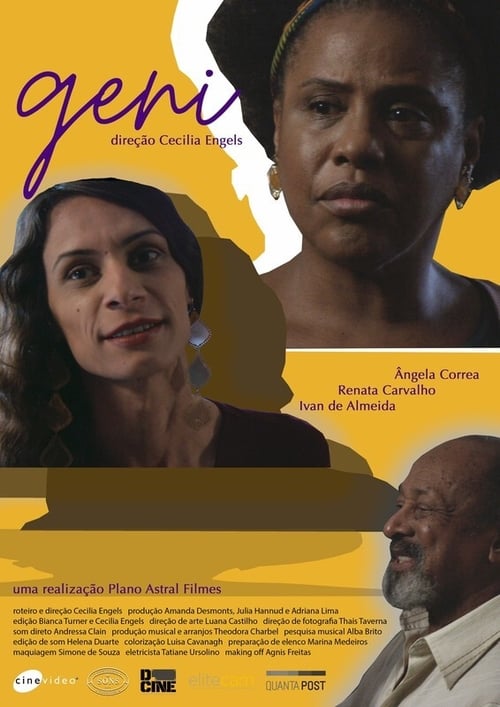 geni
direção Cecilia Engels
Ângela Correa
Renata Carvalho
Ivan de Almeida
uma realização Plano Astral Filmes
roteiro e direção Cecilia Engels produção Amanda Desmonts, Julia Hannud e Adriana Lima
edição Bianca Turner e Cecilia Engels direção de arte Luana Castilho direção de fotografia Thais Taverna
som direto Andressa Clain produção musical e arranjos Theodora Charbel pesquisa musical Alba Brito
edição de som Helena Duarte colorização Luisa Cavanagh preparação de elenco Marina Medeiros
maquiagem Simone de Souza eletricista Tatiane Ursolino making off Agnis Freitas
cinevideo
DOCINE
elitecam
QUANTA POST